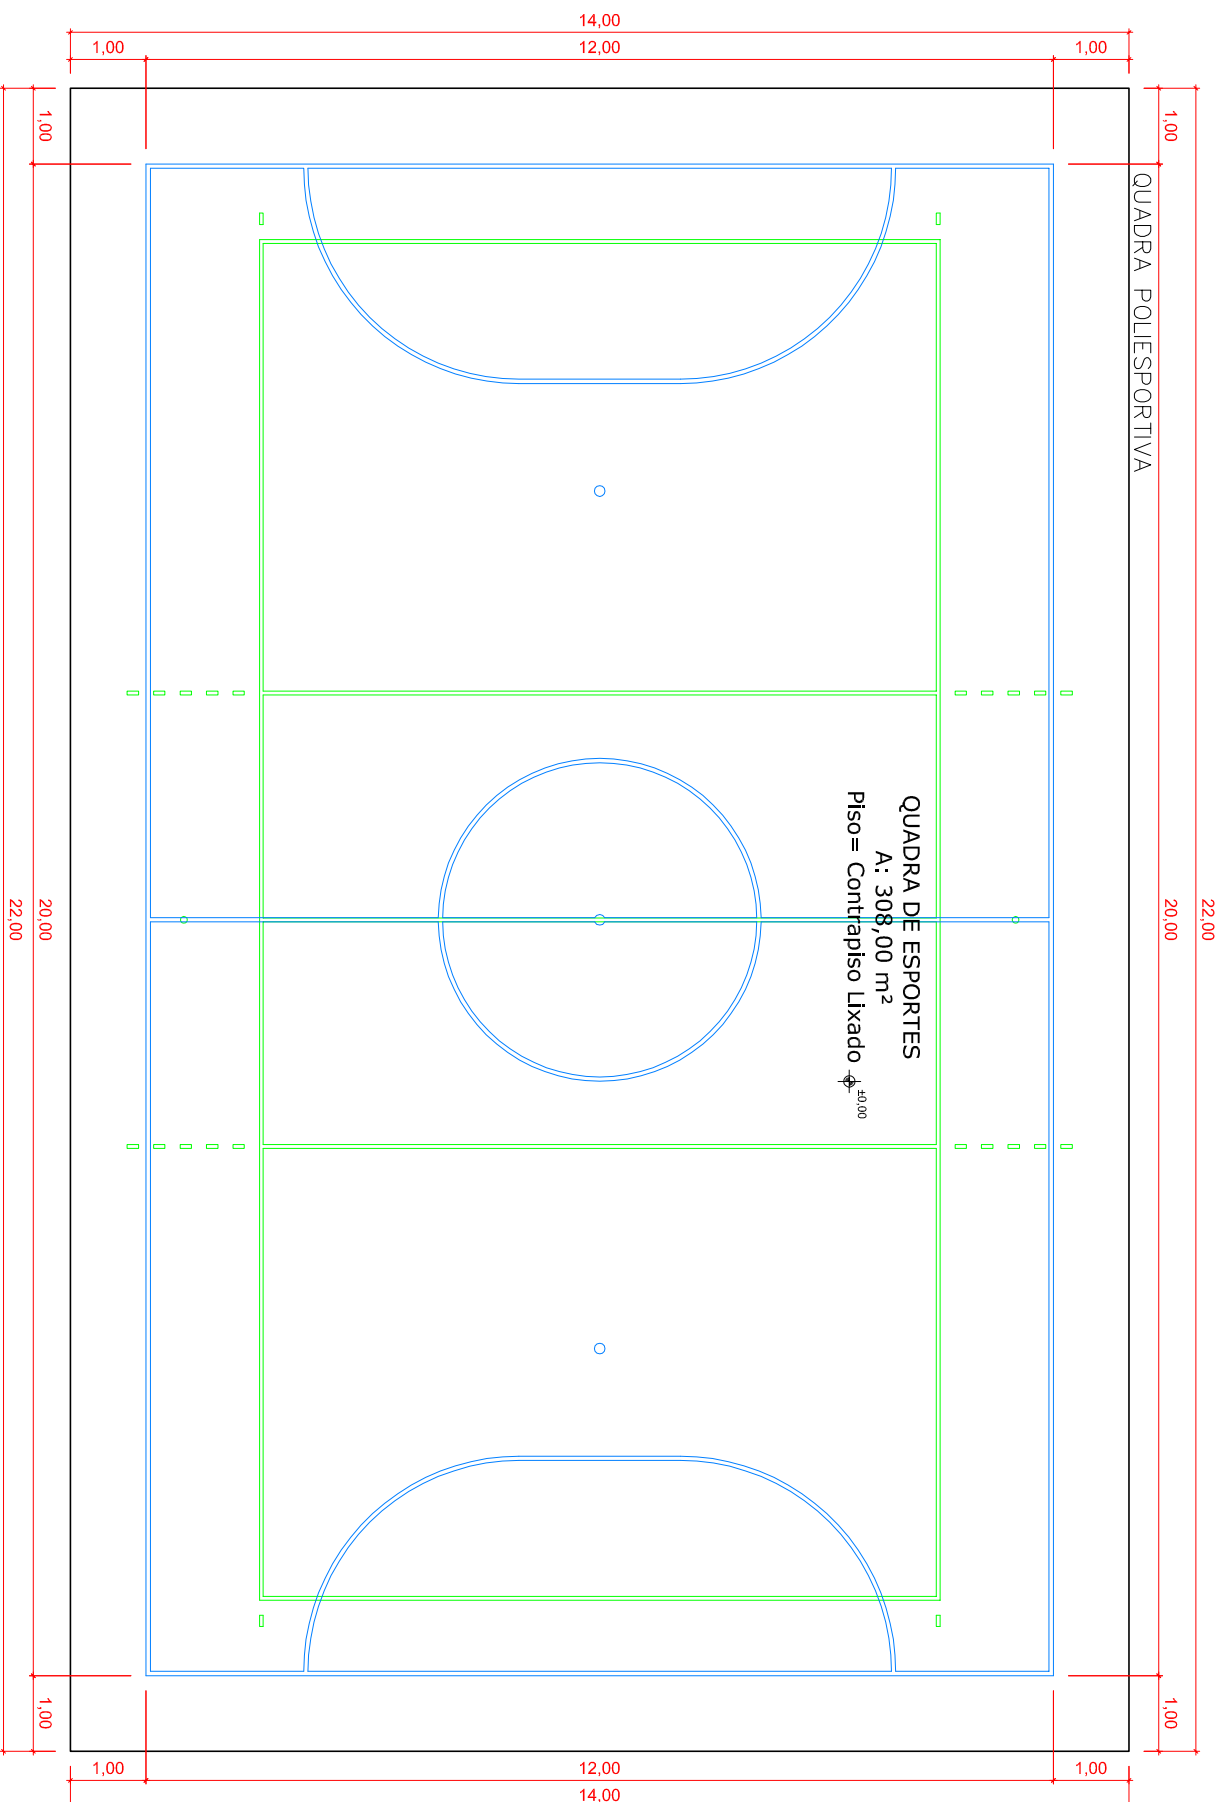 14,00
1,00 12,00 1,00
1,00
1,00
QUADRA POLIESPORTIVA
QUADRA DE ESPORTES
A: 308,00 m²
Piso= Contrapiso Lixado
±0,00
22,00
20,00
20,00
22,00
1,00
1,00
1,00 12,00 1,00
14,00